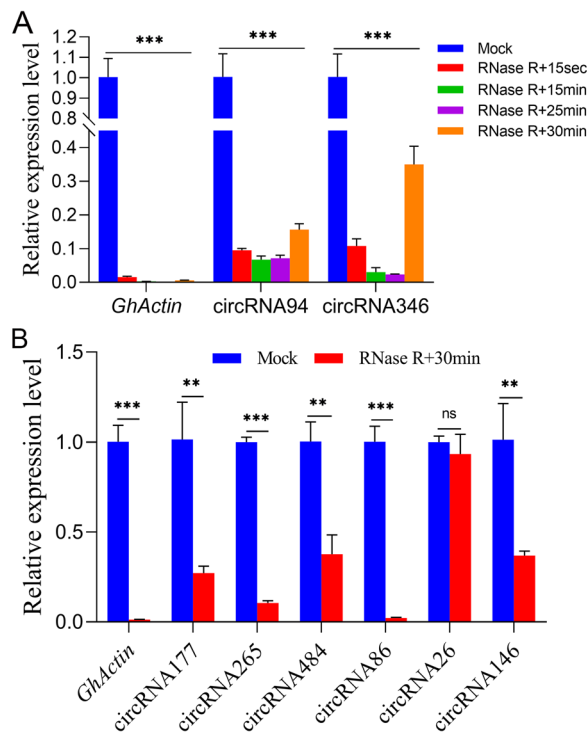 A
Relative expression level
1.2
1.1
1.0
0.9
0.8
0.4
0.3
0.2
0.1
0.0
*** *** ***
Mock
RNase R+15sec
RNase R+15min
RNase R+25min
RNase R+30min
GhActin circRNA94 circRNA346
B
Relative expression level
1.5
1.0
0.5
0.0
Mock RNase R+30min
*** ** *** ** *** ns **
GhActin circRNA177 circRNA265 circRNA484 circRNA86 circRNA26 circRNA146